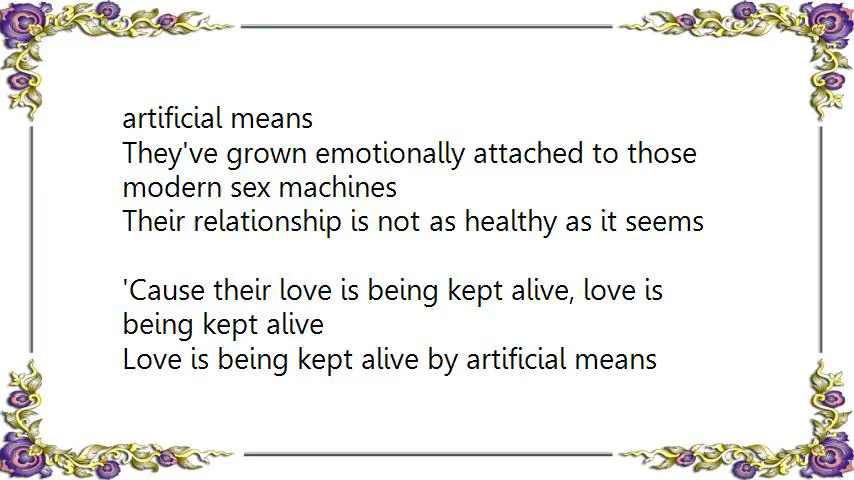 artificial means
They've grown emotionally attached to those
modern sex machines
Their relationship is not as healthy as it seems
'Cause their love is being kept alive, love is
being kept alive
Love is being kept alive by artificial means